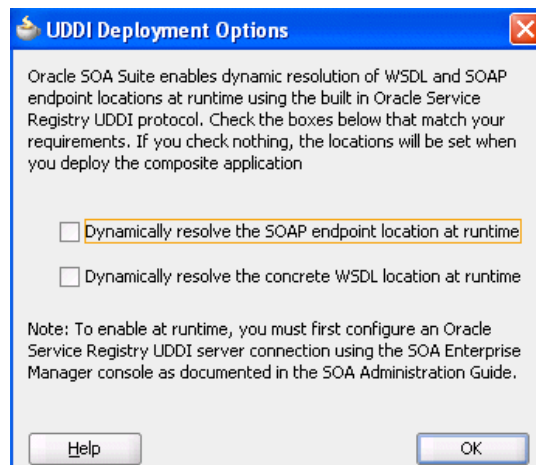 UDDI Deployment Options
Oracle SOA Suite enables dynamic resolution of WSDL and SOAP
endpoint locations at runtime using the built in Oracle Service
Registry UDDI protocol. Check the boxes below that match your
requirements. If you check nothing, the locations will be set when
you deploy the composite application
Dynamically resolve the SOAP endpoint location at runtime
Dynamically resolve the concrete WSDL location at runtime
Note: To enable at runtime, you must first configure an Oracle
Service Registry UDDI server connection using the SOA Enterprise
Manager console as documented in the SOA Administration Guide.
Help
OK